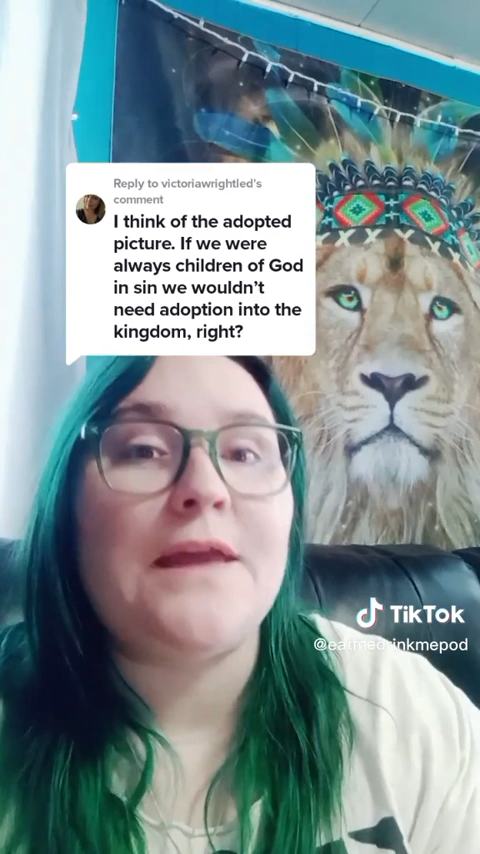 Reply to victoriawrightled's
comment
I think of the adopted
picture. If we were
always children of God
in sin we wouldn't
need adoption into the
kingdom, right?
TikTok